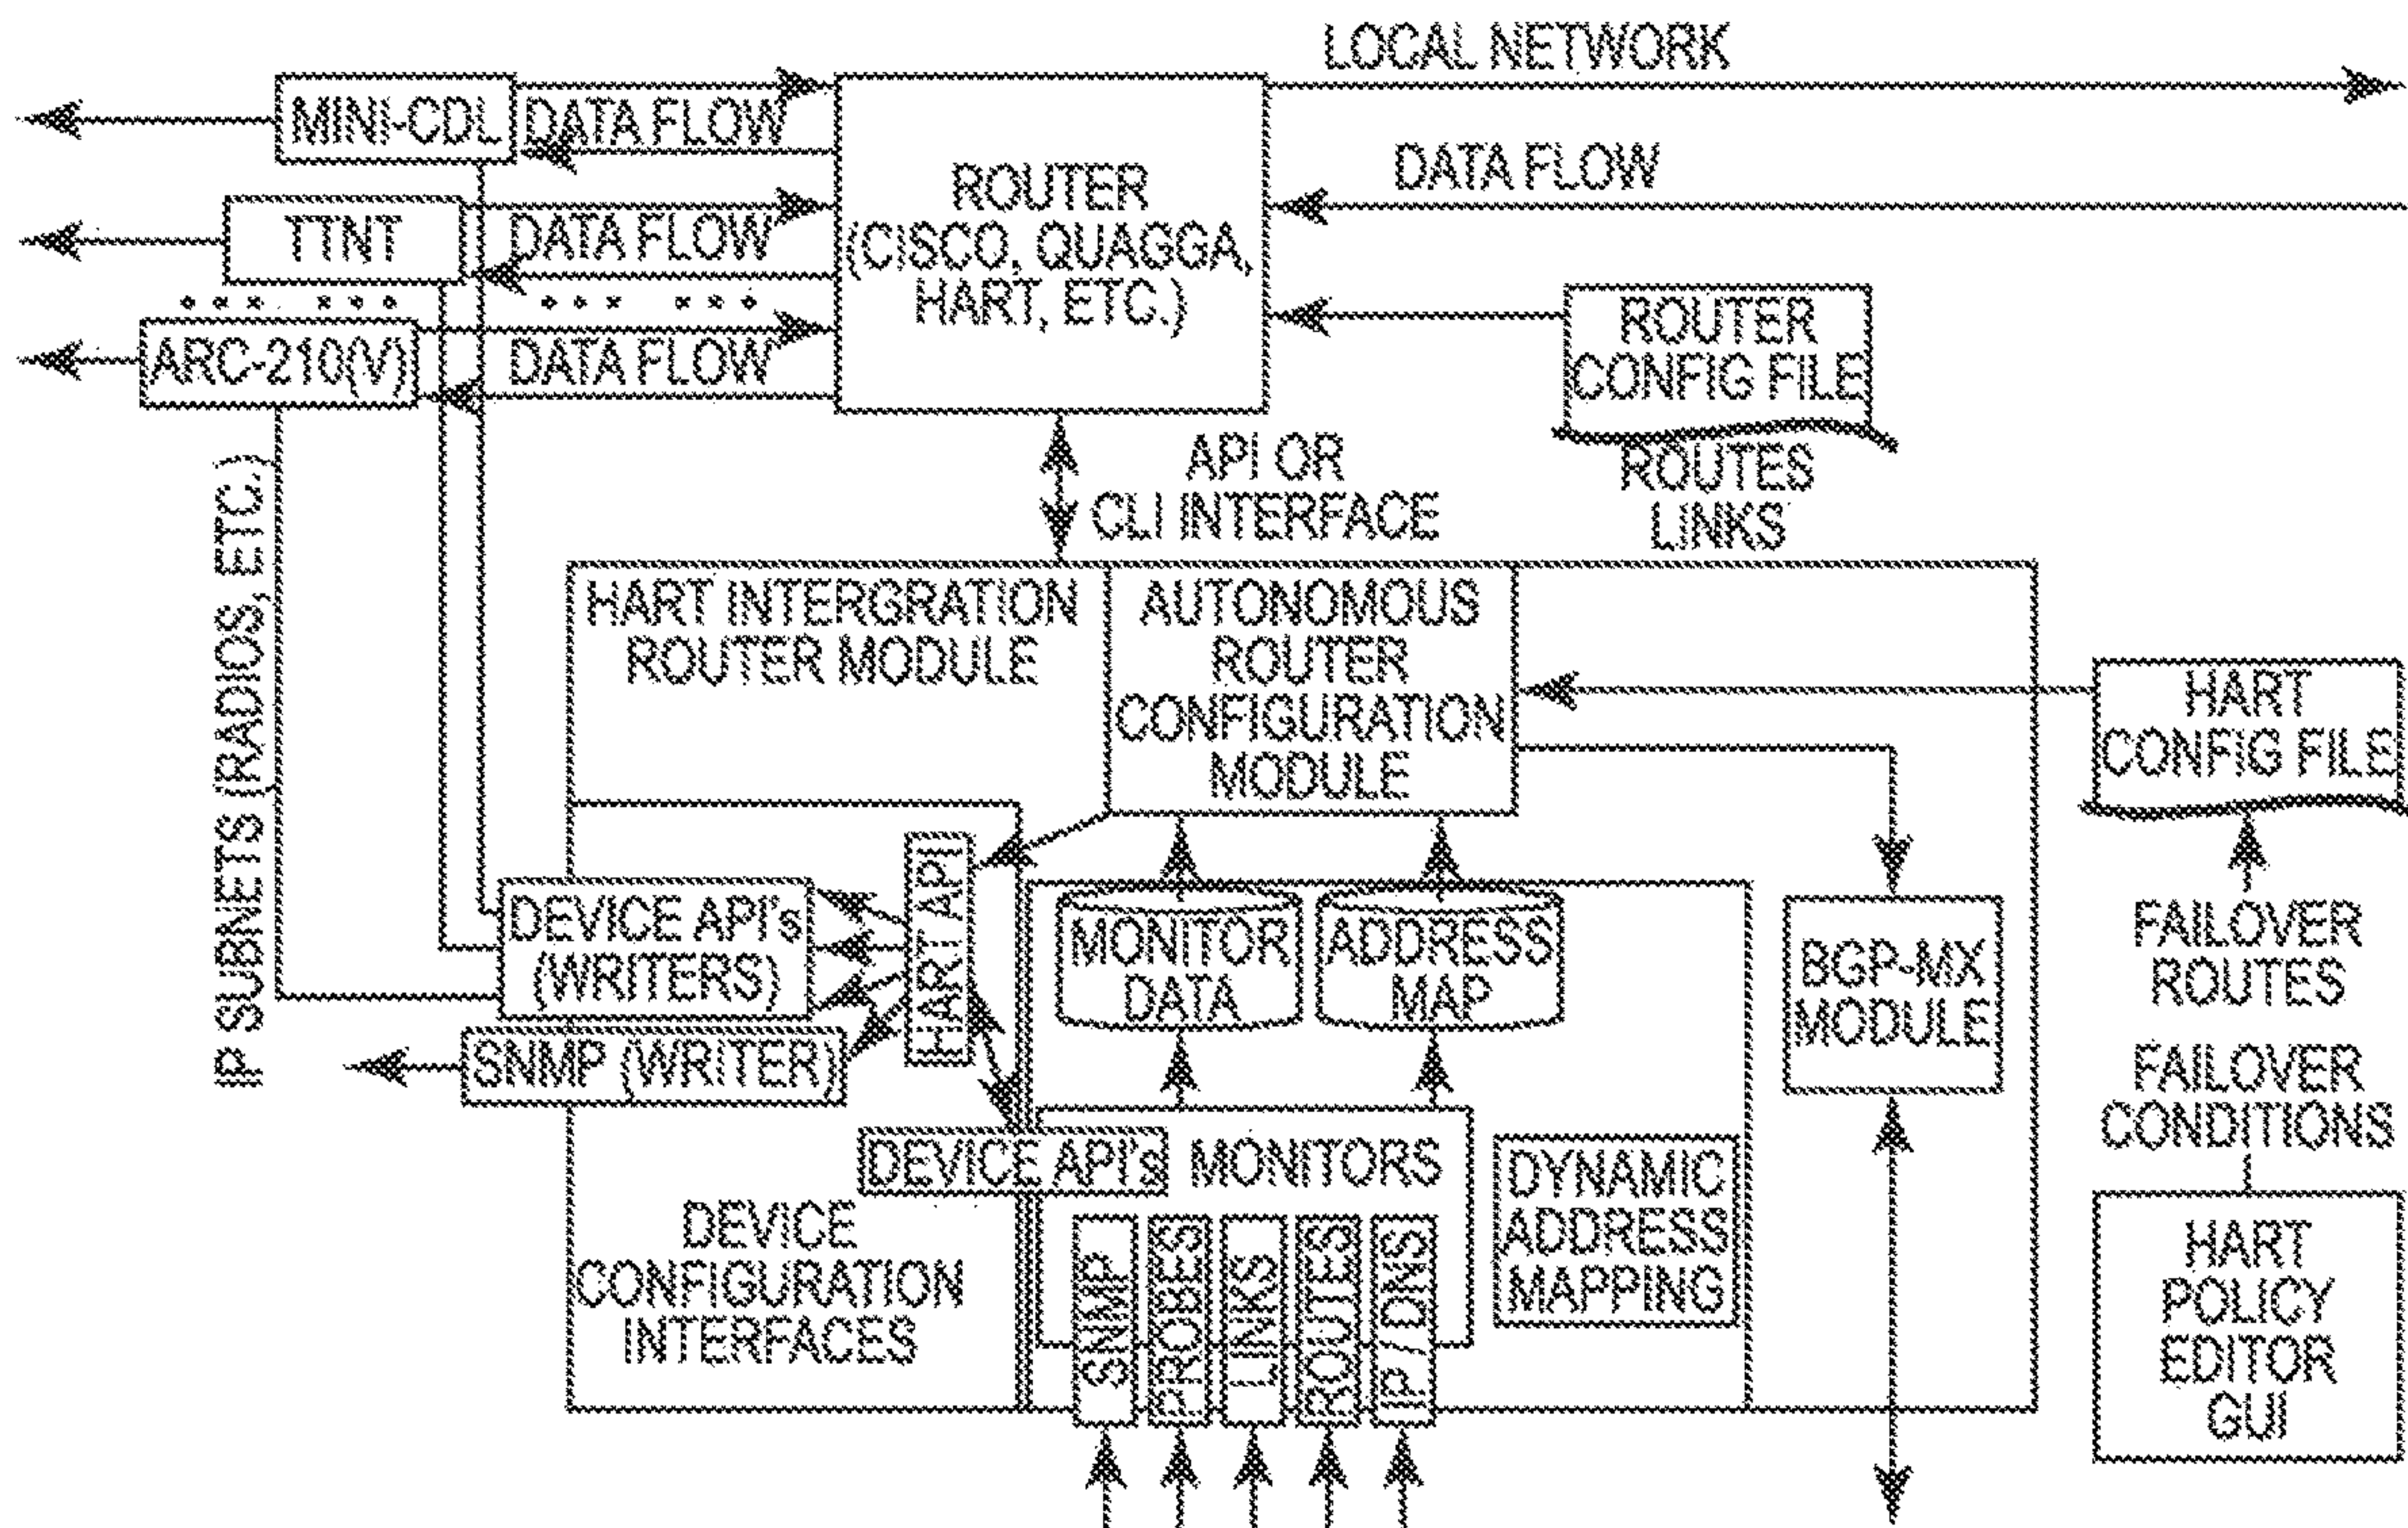 LOCAL NETWORK
MINI-CDL
DATA FLOW
DATA FLOW
TTNT
DATA FLOW
ROUTER
(CISCO, QUAGGA,
HART, ETC.)
ARC-210(V)
DATA FLOW
ROUTER
CONFIG FILE
ROUTES
LINKS
API OR
CLI INTERFACE
IP SUBNETS (RADIOS, ETC.)
HART INTERGRATION
ROUTER MODULE
AUTONOMOUS
ROUTER
CONFIGURATION
MODULE
HART
CONFIG FILE
HART API
DEVICE API's
(WRITERS)
MONITOR
DATA
ADDRESS
MAP
BGP-MX
MODULE
FAILOVER
ROUTES
FAILOVER
CONDITIONS
SNMP (WRITER)
DEVICE API's
MONITORS
DYNAMIC
ADDRESS
MAPPING
DEVICE
CONFIGURATION
INTERFACES
SNMP
PROBES
LINKS
ROUTES
IP / DNS
HART
POLICY
EDITOR
GUI